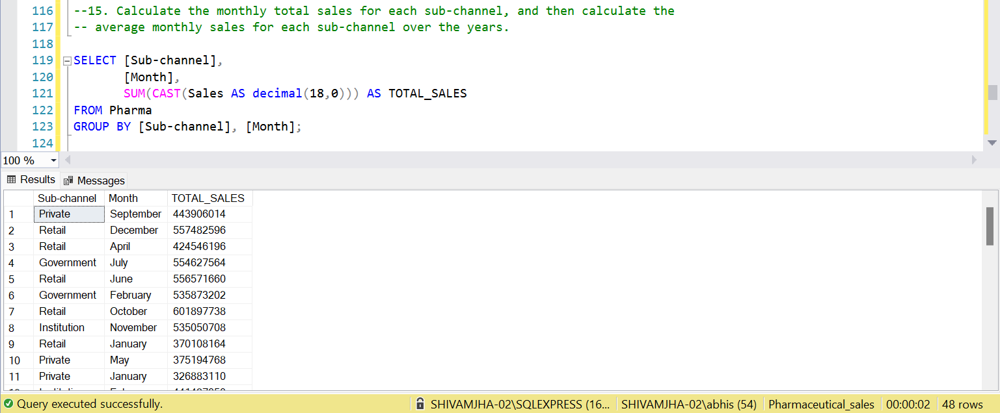 116 --15. Calculate the monthly total sales for each sub-channel, and then calculate the
117 -- average monthly sales for each sub-channel over the years.
118
119 SELECT [Sub-channel],
120 [Month],
121 SUM(CAST(Sales AS decimal(18,0))) AS TOTAL_SALES
122 FROM Pharma
123 GROUP BY [Sub-channel], [Month];
124
100 %
Results Messages
Sub-channel Month TOTAL_SALES
1 Private September 443906014
2 Retail December 557482596
3 Retail April 424546196
4 Government July 554627564
5 Retail June 556571660
6 Government February 535873202
7 Retail October 601897738
8 Institution November 535050708
9 Retail January 370108164
10 Private May 375194768
11 Private January 326883110
Query executed successfully. SHIVAMJHA-02\SQLEXPRESS (16... SHIVAMJHA-02\abhis (54) Pharmaceutical_sales 00:00:02 48 rows